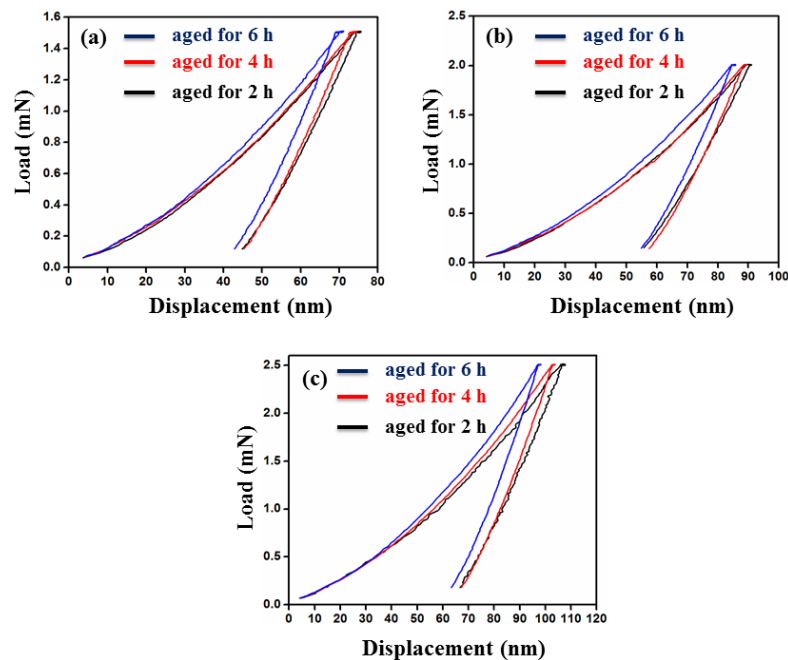 (a)
aged for 6 h
aged for 4 h
aged for 2 h
1.6
1.4
1.2
1.0
0.8
0.6
0.4
0.2
0.0
Load (mN)
0 10 20 30 40 50 60 70 80
Displacement (nm)
(b)
aged for 6 h
aged for 4 h
aged for 2 h
2.5
2.0
1.5
1.0
0.5
0.0
Load (mN)
0 10 20 30 40 50 60 70 80 90 100
Displacement (nm)
(c)
aged for 6 h
aged for 4 h
aged for 2 h
2.5
2.0
1.5
1.0
0.5
0.0
Load (mN)
0 10 20 30 40 50 60 70 80 90 100 110 120
Displacement (nm)